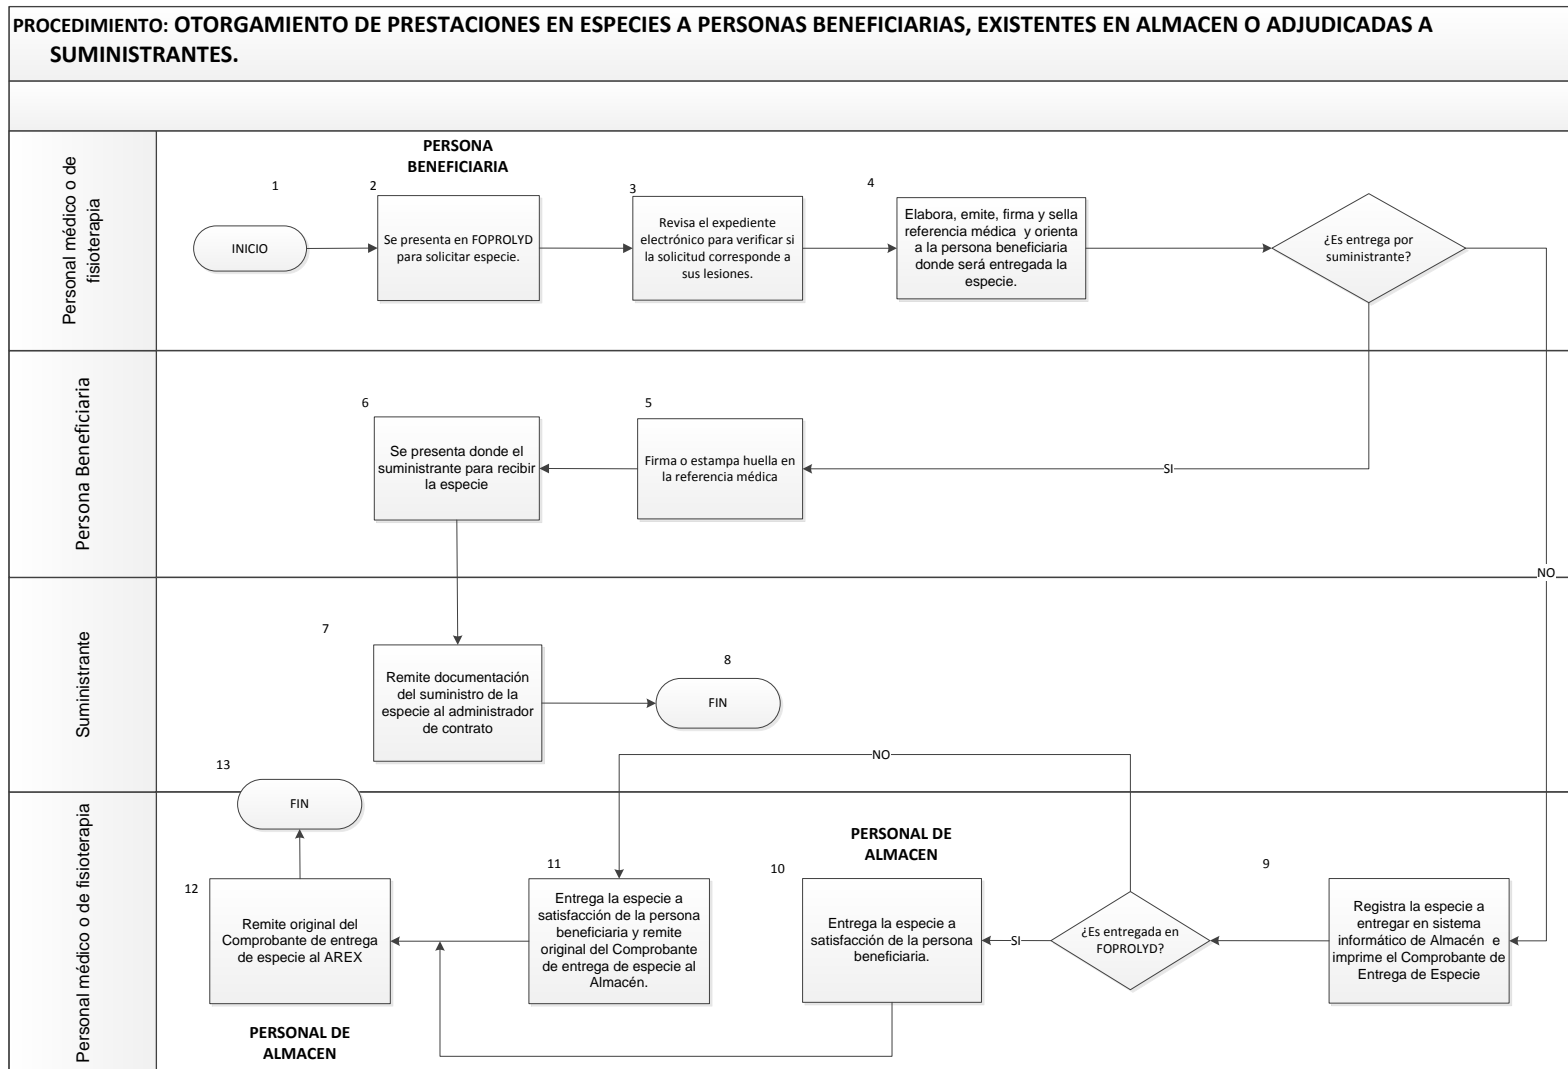 PROCEDIMIENTO: OTORGAMIENTO DE PRESTACIONES EN ESPECIES A PERSONAS BENEFICIARIAS, EXISTENTES EN ALMACEN O ADJUDICADAS A
SUMINISTRANTES.
Personal médico o de
fisioterapia
1
INICIO
PERSONA
BENEFICIARIA
2
Se presenta en FOPROLYD
para solicitar especie.
3
Revisa el expediente
electrónico para verificar si
la solicitud corresponde a
sus lesiones.
4
Elabora, emite, firma y sella
referencia médica y orienta
a la persona beneficiaria
donde será entregada la
especie.
¿Es entrega por
suministrante?
Persona Beneficiaria
6
Se presenta donde el
suministrante para recibir
la especie
5
Firma o estampa huella en
la referencia médica
SI
NO
Suministrante
7
Remite documentación
del suministro de la
especie al administrador
de contrato
8
FIN
NO
13
FIN
Personal médico o de fisioterapia
12
Remite original del
Comprobante de entrega
de especie al AREX
PERSONAL DE
ALMACEN
11
Entrega la especie a
satisfacción de la persona
beneficiaria y remite
original del Comprobante
de entrega de especie al
Almacén.
PERSONAL DE
ALMACEN
10
Entrega la especie a
satisfacción de la persona
beneficiaria.
SI
¿Es entregada en
FOPROLYD?
9
Registra la especie a
entregar en sistema
informático de Almacén e
imprime el Comprobante de
Entrega de Especie